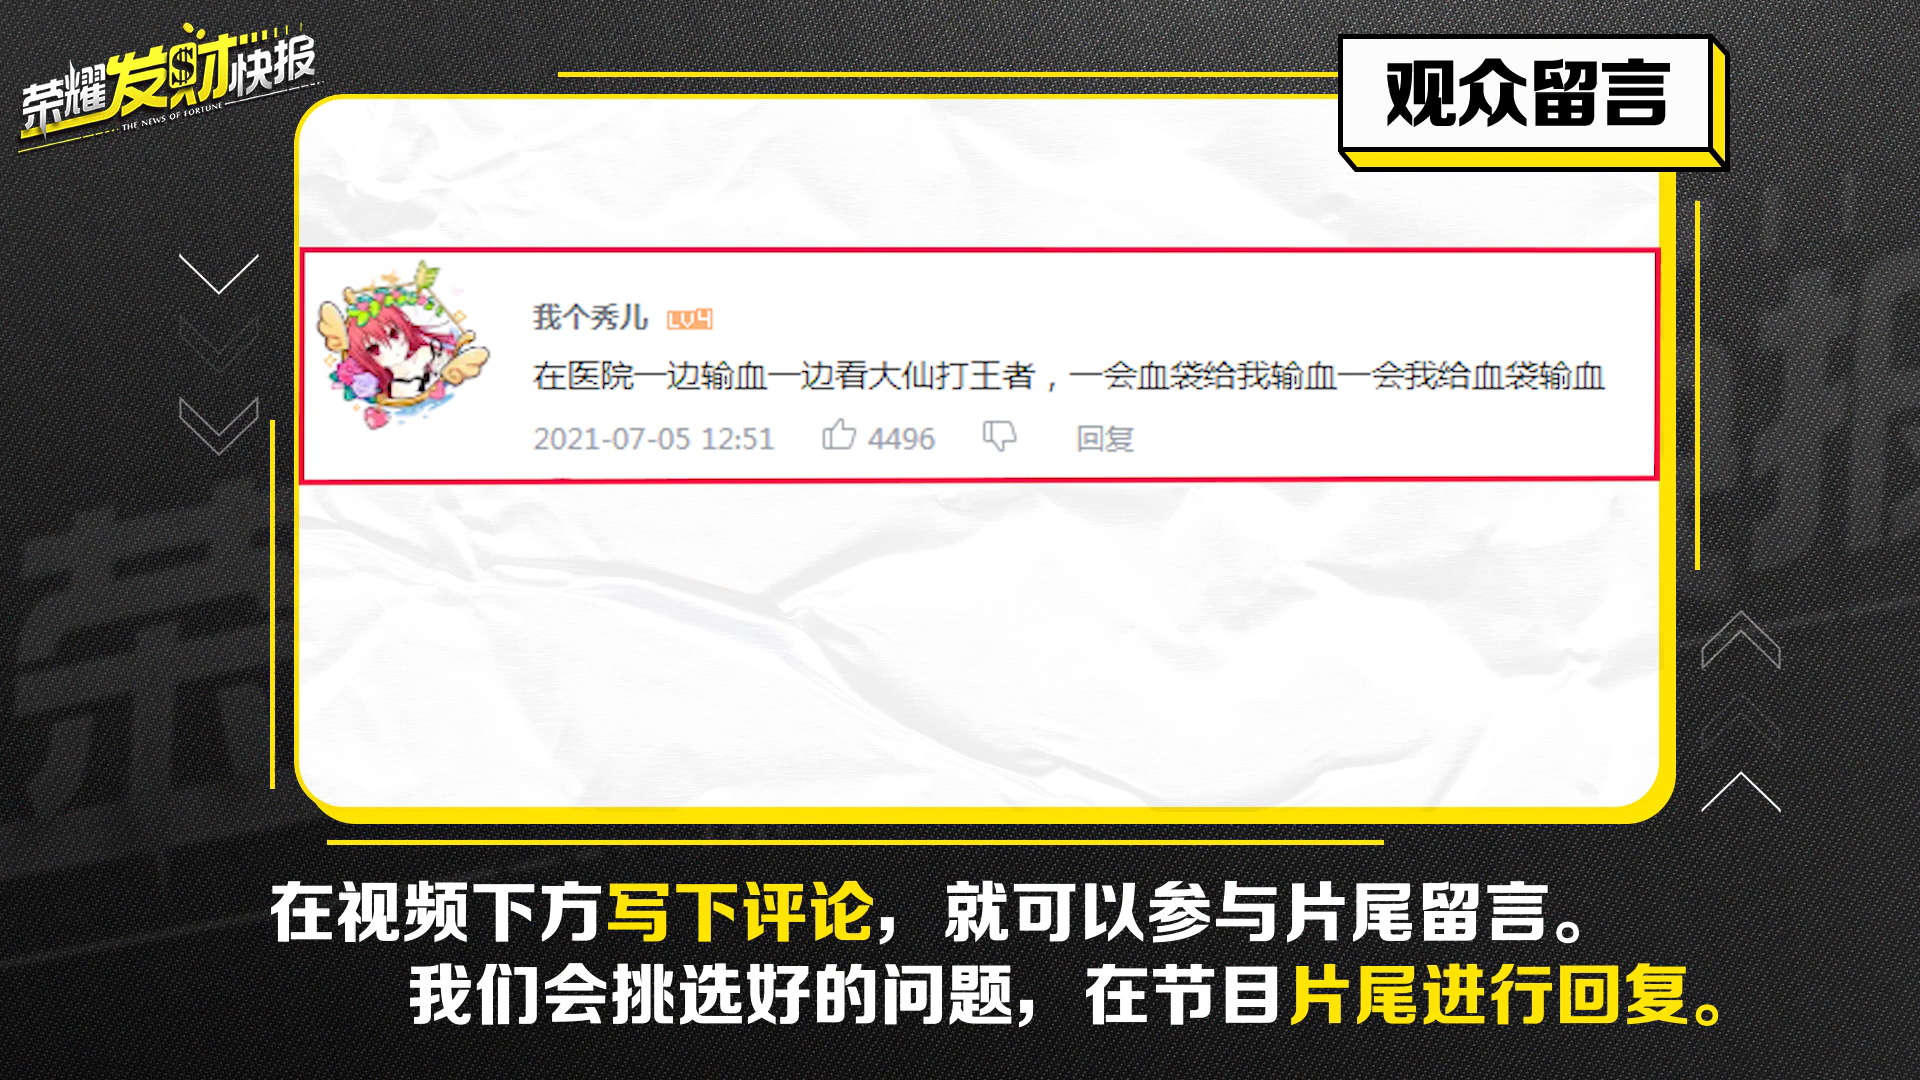 荣耀发财快报
THE NEWS OF FORTUNE
观众留言
我个秀儿 LV4
在医院一边输血一边看大仙打王者，一会血袋给我输血一会我给血袋输血
2021-07-05 12:51 4496 回复
在视频下方写下评论，就可以参与片尾留言。
我们会挑选好的问题，在节目片尾进行回复。